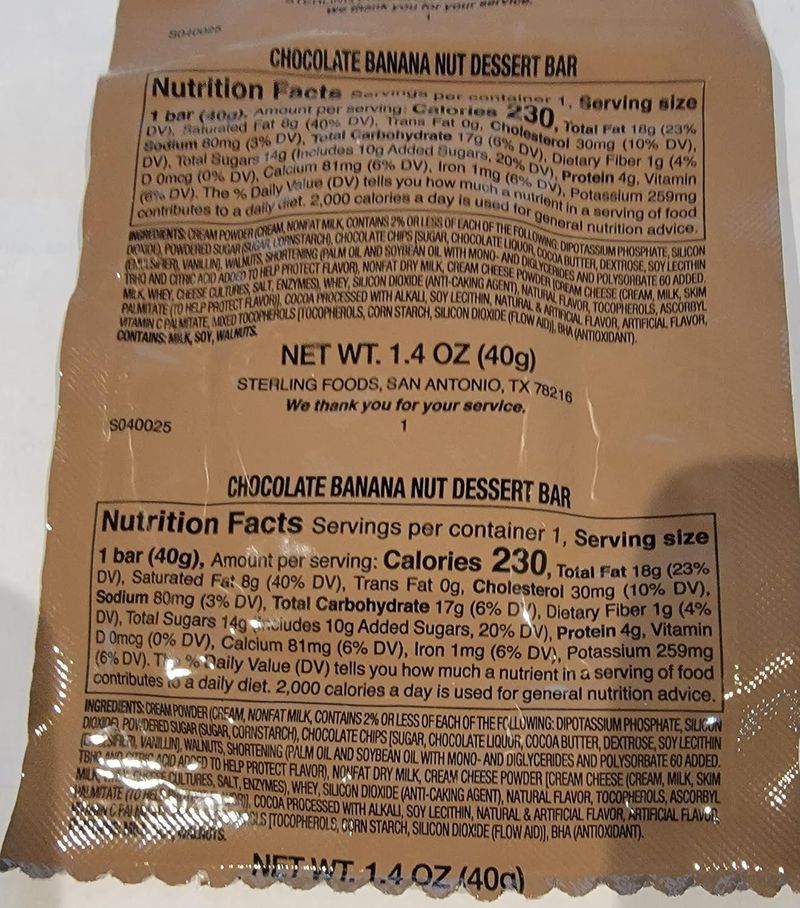 We thank you for your service.
1
S040025
CHOCOLATE BANANA NUT DESSERT BAR
Nutrition Facts Servings per container 1, Serving size
1 bar (40g), Amount per serving: Calories 230, Total Fat 18g (23%
DV), Saturated Fat 8g (40% DV), Trans Fat 0g, Cholesterol 30mg (10% DV),
Sodium 80mg (3% DV), Total Carbohydrate 17g (6% DV), Dietary Fiber 1g (4%
DV), Total Sugars 14g (Includes 10g Added Sugars, 20% DV), Protein 4g, Vitamin
D 0mcg (0% DV), Calcium 81mg (6% DV), Iron 1mg (6% DV), Potassium 259mg
(6% DV). The % Daily Value (DV) tells you how much a nutrient in a serving of food
contributes to a daily diet. 2,000 calories a day is used for general nutrition advice.
INGREDIENTS: CREAM POWDER (CREAM, NONFAT MILK, CONTAINS 2% OR LESS OF EACH OF THE FOLLOWING: DIPOTASSIUM PHOSPHATE, SILICON
DIOXIDE), POWDERED SUGAR (SUGAR, CORNSTARCH), CHOCOLATE CHIPS [SUGAR, CHOCOLATE LIQUOR, COCOA BUTTER, DEXTROSE, SOY LECITHIN
(EMULSIFIER), VANILLIN], WALNUTS, SHORTENING (PALM OIL AND SOYBEAN OIL WITH MONO- AND DIGLYCERIDES AND POLYSORBATE 60 ADDED.
TBHQ AND CITRIC ACID ADDED TO HELP PROTECT FLAVOR), NONFAT DRY MILK, CREAM CHEESE POWDER [CREAM CHEESE (CREAM, MILK, SKIM
MILK, WHEY, CHEESE CULTURES, SALT, ENZYMES), WHEY, SILICON DIOXIDE (ANTI-CAKING AGENT), NATURAL FLAVOR, TOCOPHEROLS, ASCORBYL
PALMITATE (TO HELP PROTECT FLAVOR)], COCOA PROCESSED WITH ALKALI, SOY LECITHIN, NATURAL & ARTIFICIAL FLAVOR, ARTIFICIAL FLAVOR,
VITAMIN C PALMITATE, MIXED TOCOPHEROLS [TOCOPHEROLS, CORN STARCH, SILICON DIOXIDE (FLOW AID)], BHA (ANTIOXIDANT).
CONTAINS: MILK, SOY, WALNUTS.
NET WT. 1.4 OZ (40g)
STERLING FOODS, SAN ANTONIO, TX 78216
We thank you for your service.
S040025
1
CHOCOLATE BANANA NUT DESSERT BAR
Nutrition Facts Servings per container 1, Serving size
1 bar (40g), Amount per serving: Calories 230, Total Fat 18g (23%
DV), Saturated Fat 8g (40% DV), Trans Fat 0g, Cholesterol 30mg (10% DV),
Sodium 80mg (3% DV), Total Carbohydrate 17g (6% DV), Dietary Fiber 1g (4%
DV), Total Sugars 14g (Includes 10g Added Sugars, 20% DV), Protein 4g, Vitamin
D 0mcg (0% DV), Calcium 81mg (6% DV), Iron 1mg (6% DV), Potassium 259mg
(6% DV). The % Daily Value (DV) tells you how much a nutrient in a serving of food
contributes to a daily diet. 2,000 calories a day is used for general nutrition advice.
INGREDIENTS: CREAM POWDER (CREAM, NONFAT MILK, CONTAINS 2% OR LESS OF EACH OF THE FOLLOWING: DIPOTASSIUM PHOSPHATE, SILICON
DIOXIDE), POWDERED SUGAR (SUGAR, CORNSTARCH), CHOCOLATE CHIPS [SUGAR, CHOCOLATE LIQUOR, COCOA BUTTER, DEXTROSE, SOY LECITHIN
(EMULSIFIER), VANILLIN], WALNUTS, SHORTENING (PALM OIL AND SOYBEAN OIL WITH MONO- AND DIGLYCERIDES AND POLYSORBATE 60 ADDED.
TBHQ AND CITRIC ACID ADDED TO HELP PROTECT FLAVOR), NONFAT DRY MILK, CREAM CHEESE POWDER [CREAM CHEESE (CREAM, MILK, SKIM
MILK, CHEESE CULTURES, SALT, ENZYMES), WHEY, SILICON DIOXIDE (ANTI-CAKING AGENT), NATURAL FLAVOR, TOCOPHEROLS, ASCORBYL
PALMITATE (TO HELP COCOA PROCESSED WITH ALKALI, SOY LECITHIN, NATURAL & ARTIFICIAL FLAVOR, ARTIFICIAL FLAVOR,
[TOCOPHEROLS, CORN STARCH, SILICON DIOXIDE (FLOW AID)], BHA (ANTIOXIDANT).
WALNUTS.
NET WT. 1.4 OZ (40g)